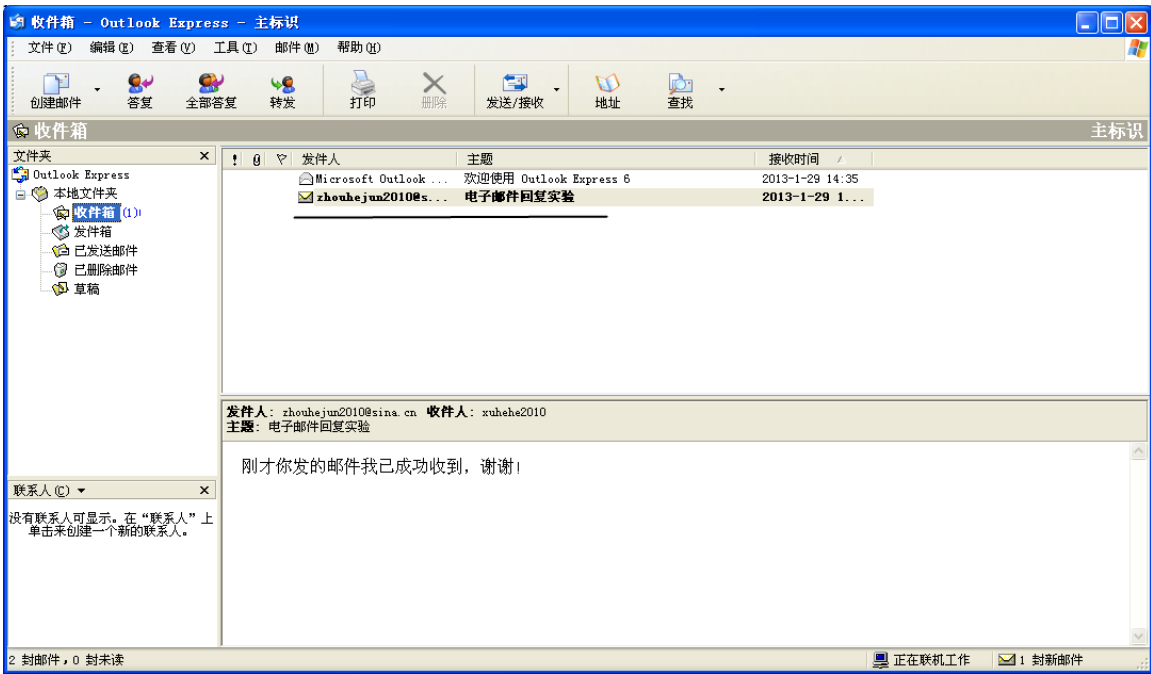 收件箱 - Outlook Express - 主标识
文件(F) 编辑(E) 查看(V) 工具(T) 邮件(M) 帮助(H)
创建邮件 答复 全部答复 转发 打印 删除 发送/接收 地址 查找
收件箱 主标识
文件夹
! 发件人 主题 接收时间
Outlook Express
Microsoft Outlook ... 欢迎使用 Outlook Express 6 2013-1-29 14:35
本地文件夹
zhouhejun2010@s... 电子邮件回复实验 2013-1-29 1...
收件箱 (1)
发件箱
已发送邮件
已删除邮件
草稿
发件人: zhouhejun2010@sina.cn 收件人: xuhehe2010
主题: 电子邮件回复实验
刚才你发的邮件我已成功收到，谢谢!
联系人(C)
没有联系人可显示。在“联系人”上
单击来创建一个新的联系人。
2 封邮件，0 封未读 正在联机工作 1 封新邮件